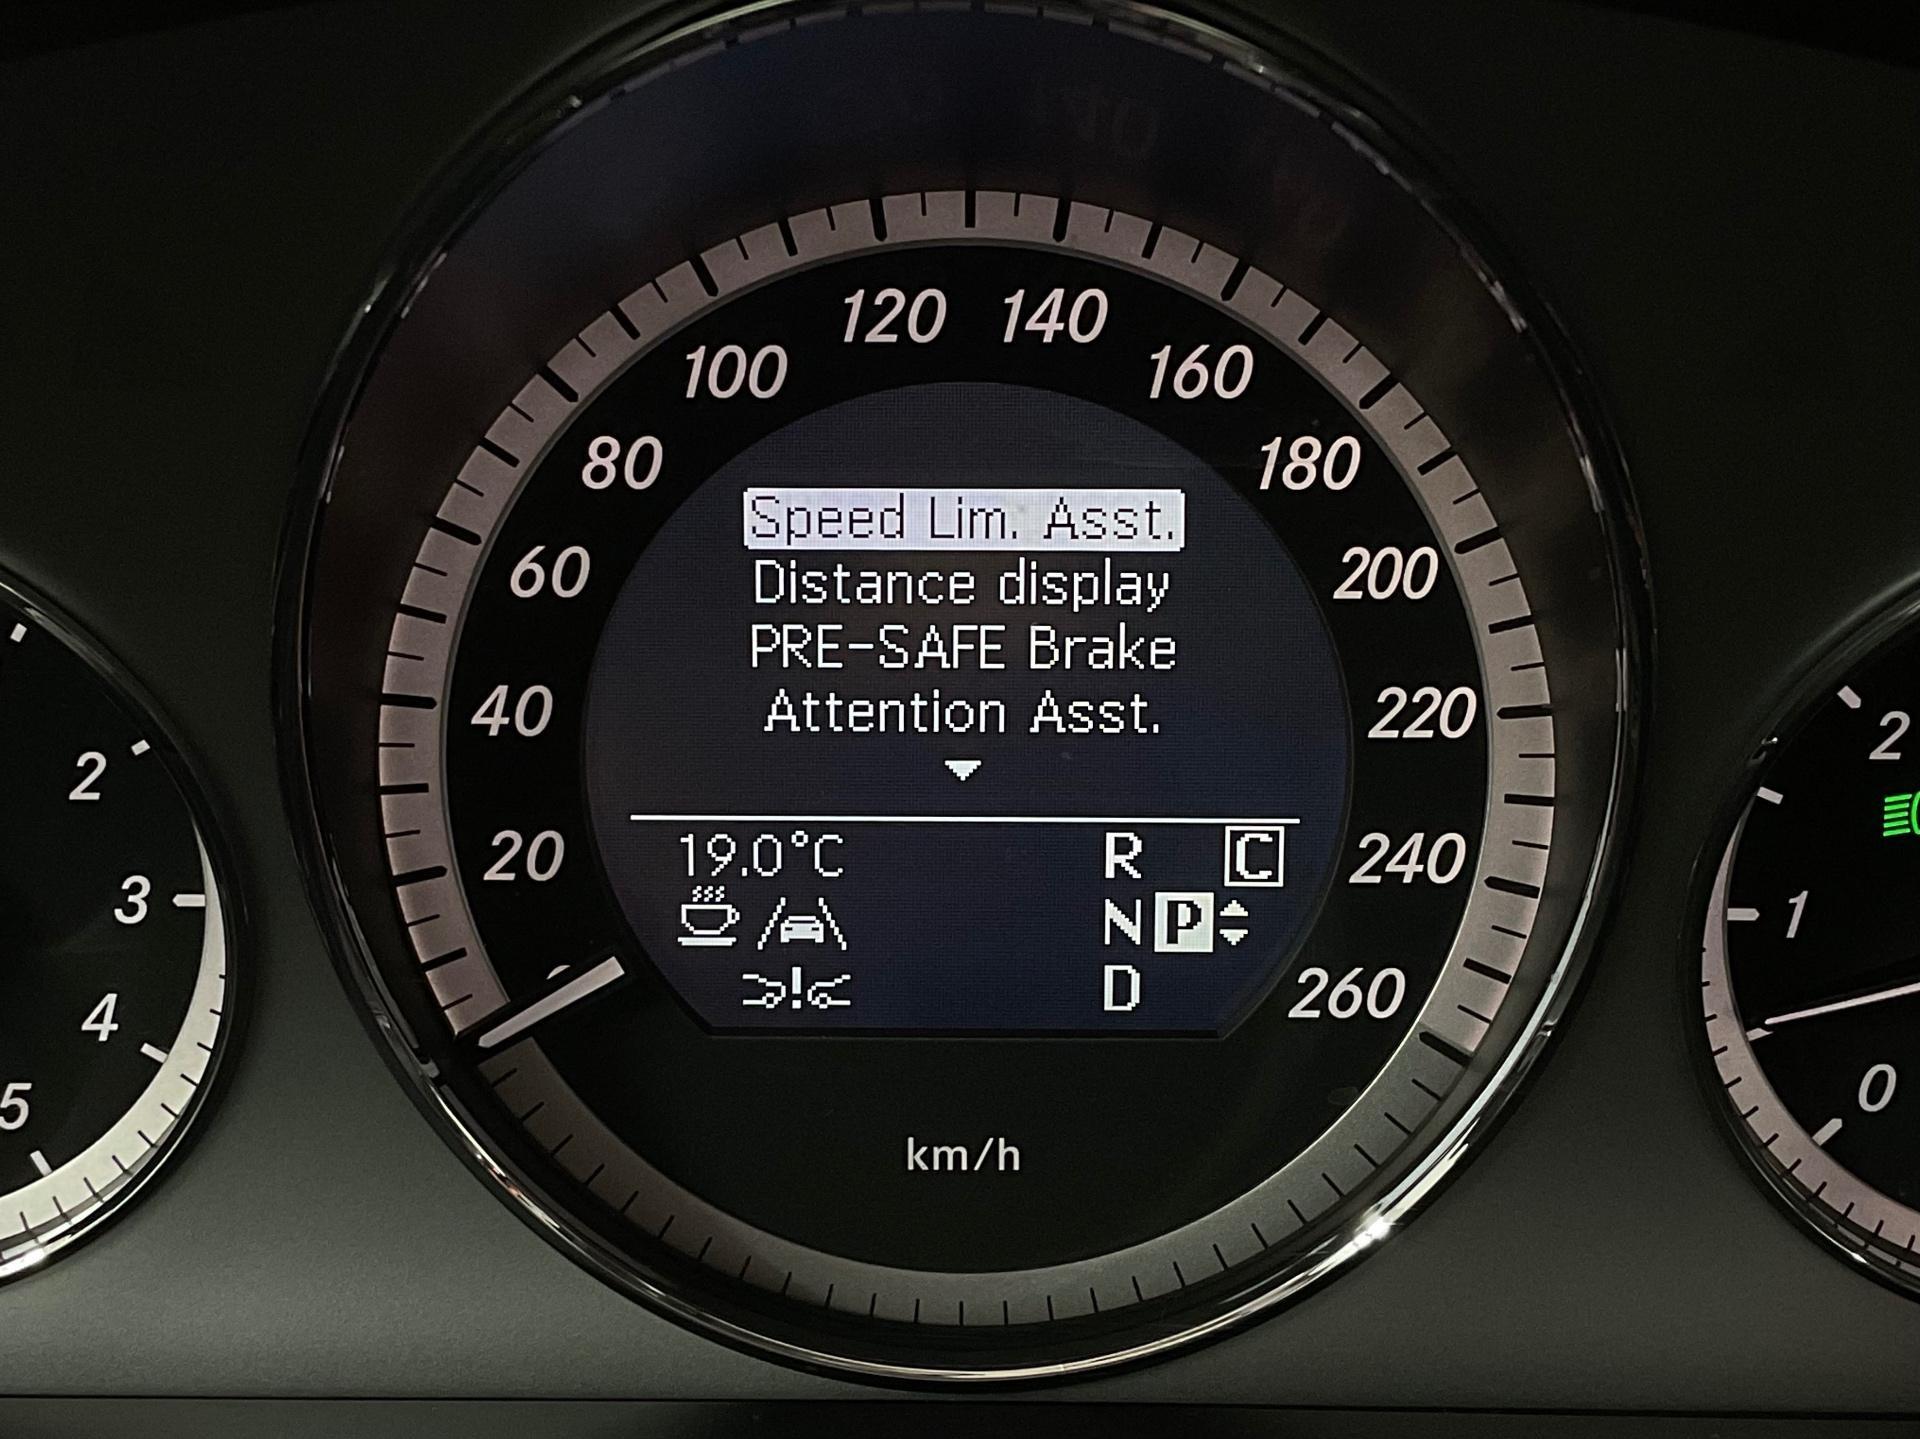 120 140
100 160
80 180
Speed Lim. Asst.
60 Distance display 200
PRE-SAFE Brake
40 Attention Asst. 220
20 19.0°C R C 240
N P
D 260
km/h
2
3
4
5
2
1
0